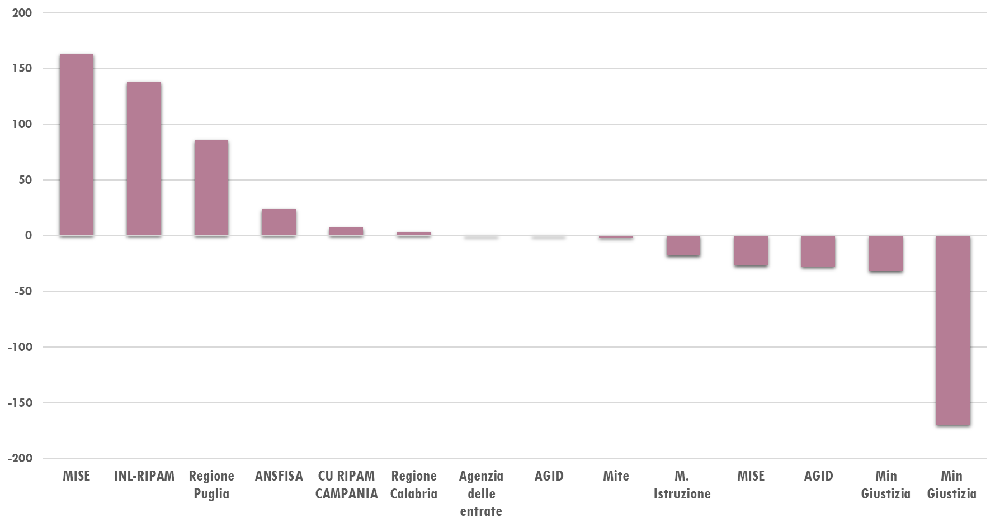 200
150
100
50
0
-50
-100
-150
-200
MISE
INL-RIPAM
Regione
Puglia
ANSFISA
CU RIPAM
CAMPANIA
Regione
Calabria
Agenzia
delle
entrate
AGID
Mite
M.
Istruzione
MISE
AGID
Min
Giustizia
Min
Giustizia